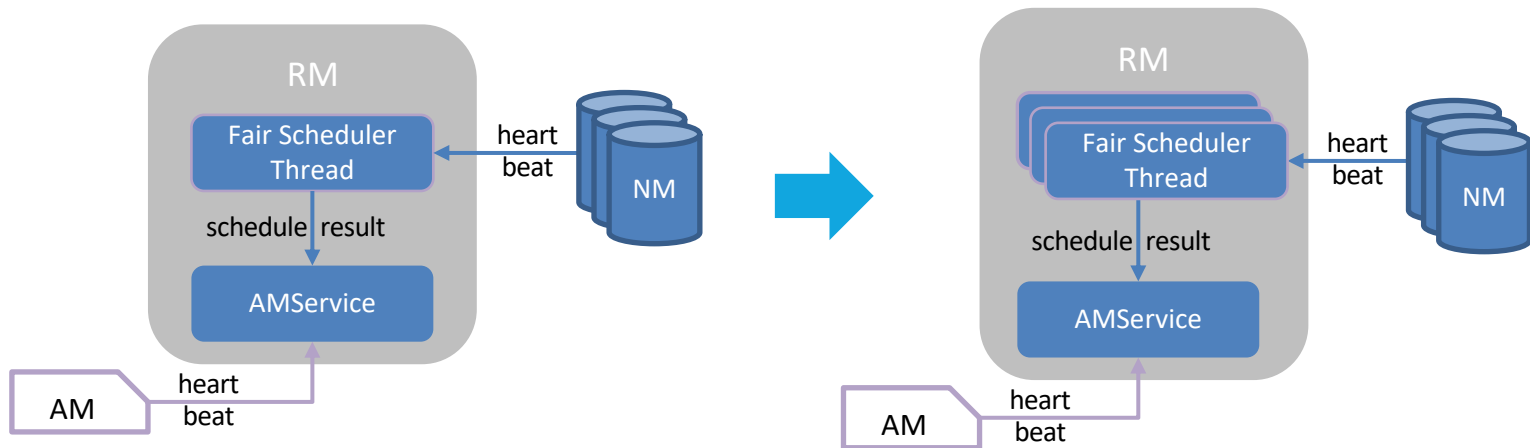 RM
Fair Scheduler
Thread
heart
beat
NM
schedule result
AMService
heart
beat
AM
RM
Fair Scheduler
Thread
heart
beat
NM
schedule result
AMService
heart
beat
AM